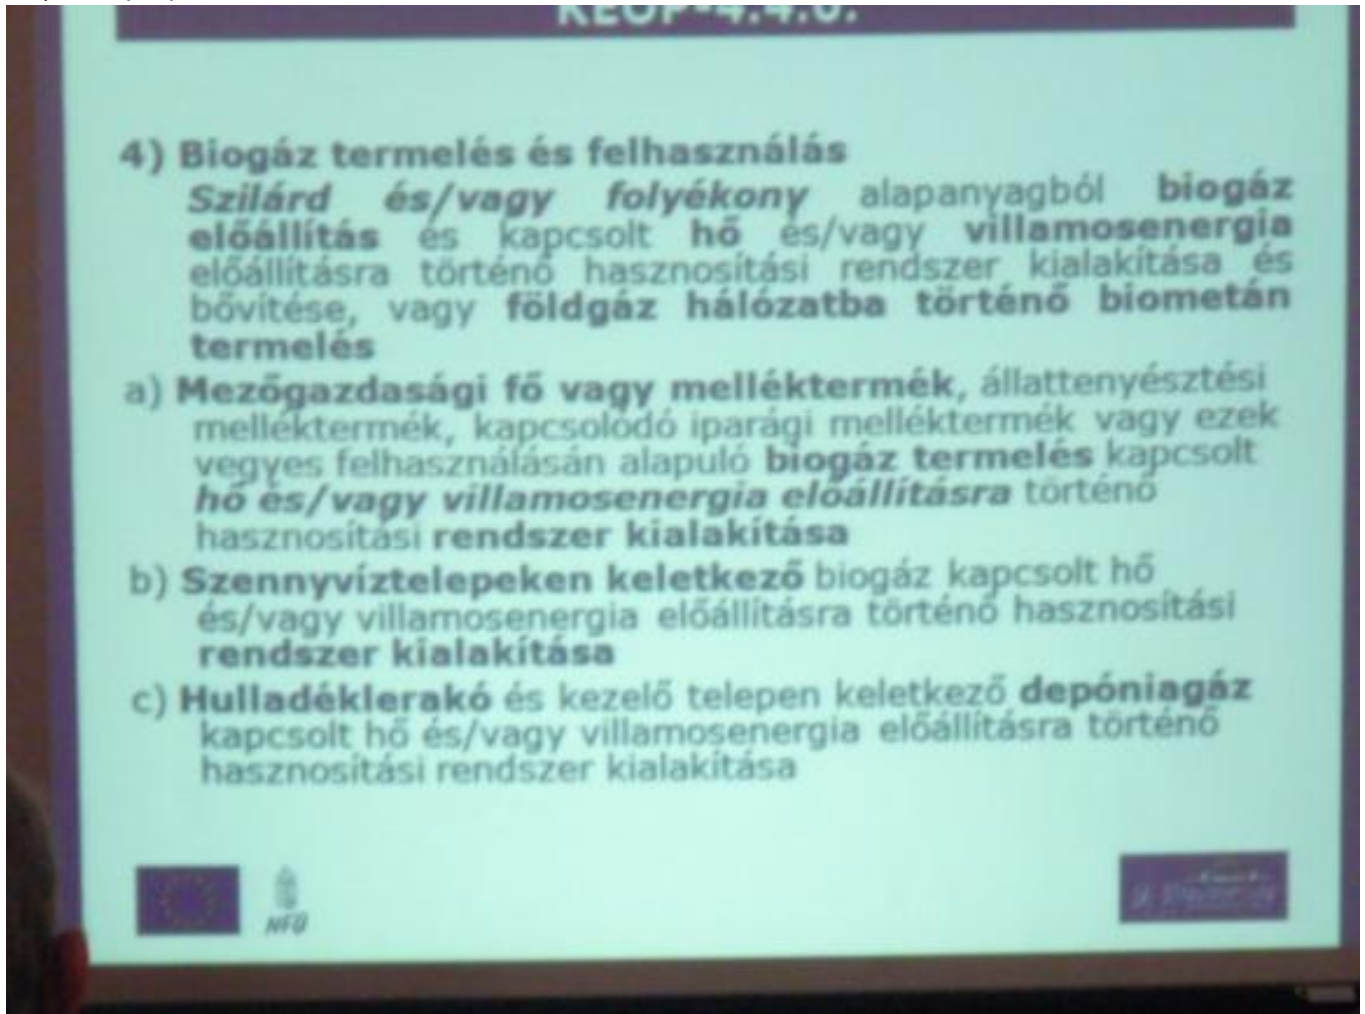 KEOP-4.4.0.
4) Biogáz termelés és felhasználás
Szilárd és/vagy folyékony alapanyagból biogáz
előállítás és kapcsolt hő és/vagy villamosenergia
előállításra történő hasznosítási rendszer kialakítása és
bővítése, vagy földgáz hálózatba történő biometán
termelés
a) Mezőgazdasági fő vagy melléktermék, állattenyésztési
melléktermék, kapcsolódó iparági melléktermék vagy ezek
vegyes felhasználásán alapuló biogáz termelés kapcsolt
hő és/vagy villamosenergia előállításra történő
hasznosítási rendszer kialakítása
b) Szennyvíztelepeken keletkező biogáz kapcsolt hő
és/vagy villamosenergia előállításra történő hasznosítási
rendszer kialakítása
c) Hulladéklerakó és kezelő telepen keletkező depóniagáz
kapcsolt hő és/vagy villamosenergia előállításra történő
hasznosítási rendszer kialakítása
NFÜ